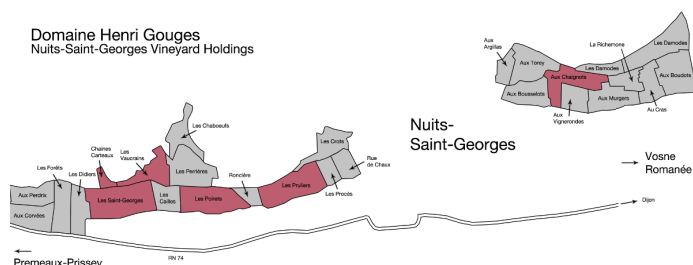 Domaine Henri Gouges
Nuits-Saint-Georges Vineyard Holdings
Aux
Argillas
Aux Torey
La Richemone
Les Damodes
Les Damodes
Aux Chaignots
Aux Boudots
Aux Bousselots
Aux Murgers
Aux Cras
Aux
Vignerondes
Les Chaboeufs
Chaines
Carteaux
Les
Vaucrains
Les Crots
Rue
de Chaux
Nuits-
Saint-Georges
Les Forêts
Les Didiers
Les Perrières
Roncière
Vosne
Romanée
Aux Perdrix
Les Saint-Georges
Les
Cailles
Les Poirets
Les Pruliers
Les Procès
Aux Corvées
Dijon
RN 74
Premeaux-Prissey